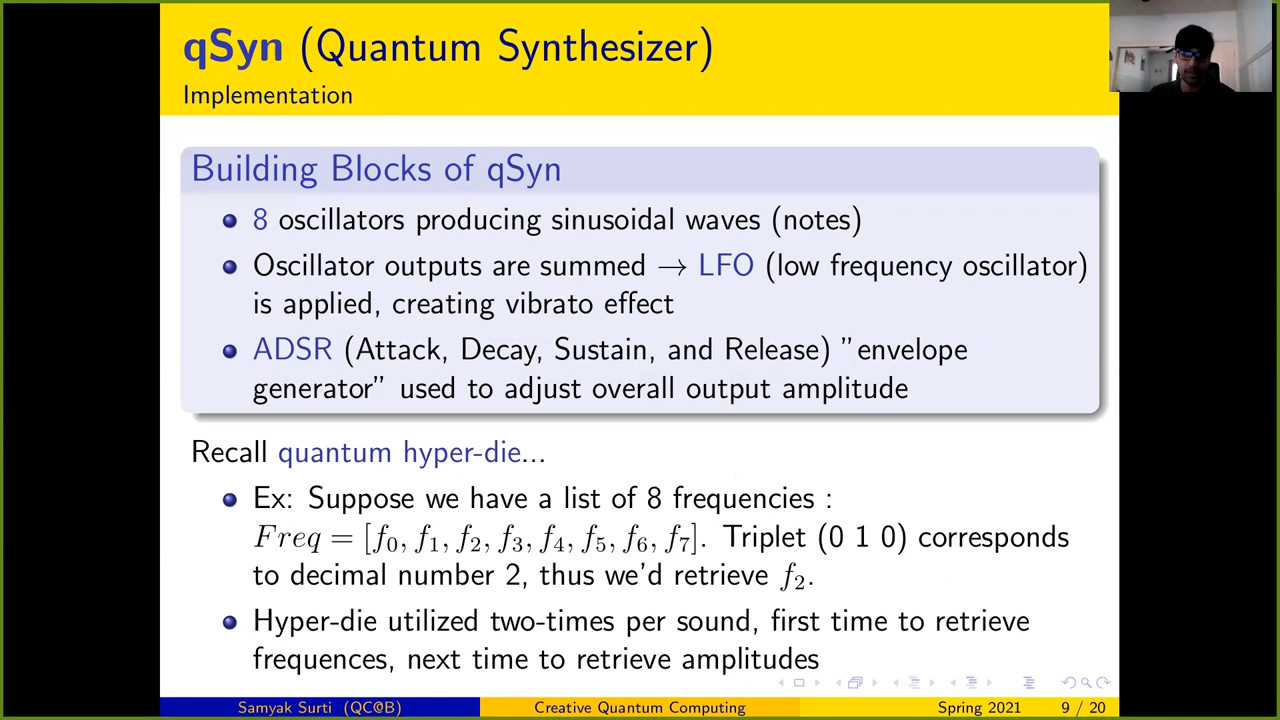 qSyn (Quantum Synthesizer)
Implementation
Building Blocks of qSyn
8 oscillators producing sinusoidal waves (notes)
Oscillator outputs are summed → LFO (low frequency oscillator)
is applied, creating vibrato effect
ADSR (Attack, Decay, Sustain, and Release) ”envelope
generator” used to adjust overall output amplitude
Recall quantum hyper-die...
Ex: Suppose we have a list of 8 frequencies :
Freq = [f₀, f₁, f₂, f₃, f₄, f₅, f₆, f₇]. Triplet (0 1 0) corresponds
to decimal number 2, thus we'd retrieve f₂.
Hyper-die utilized two-times per sound, first time to retrieve
frequences, next time to retrieve amplitudes
Samyak Surti (QC@B) Creative Quantum Computing Spring 2021 9 / 20